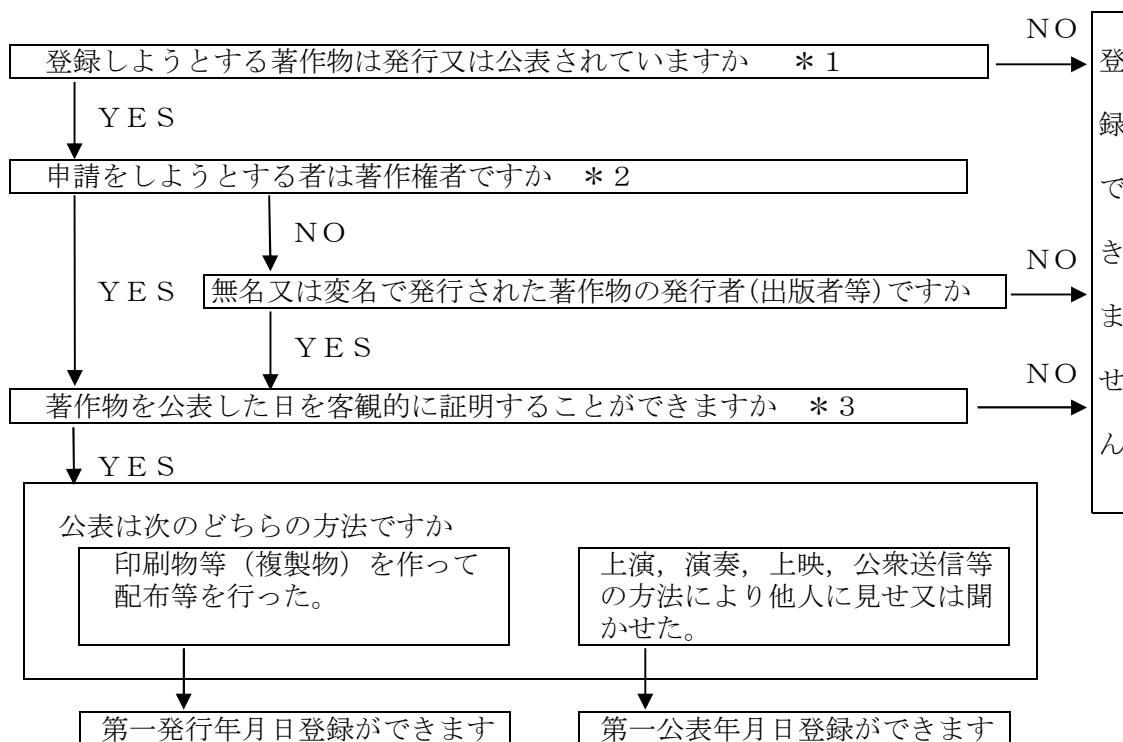 NO
登録しようとする著作物は発行又は公表されていますか ＊1
YES
申請をしようとする者は著作権者ですか ＊2
NO
NO
YES
無名又は変名で発行された著作物の発行者(出版者等)ですか
YES
NO
著作物を公表した日を客観的に証明することができますか ＊3
YES
登録できません
公表は次のどちらの方法ですか
印刷物等（複製物）を作って
配布等を行った。
上演，演奏，上映，公衆送信等
の方法により他人に見せ又は聞
かせた。
第一発行年月日登録ができます
第一公表年月日登録ができます